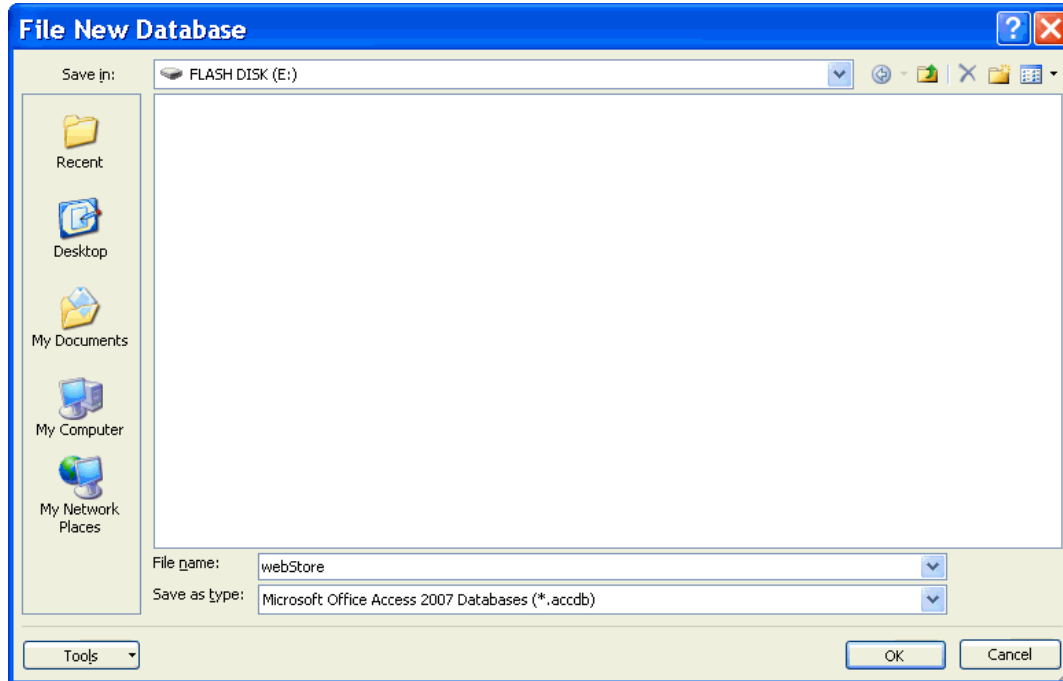 File New Database
Save in:
FLASH DISK (E:)
Recent
Desktop
My Documents
My Computer
My Network
Places
File name:
webStore
Save as type:
Microsoft Office Access 2007 Databases (*.accdb)
Tools
OK
Cancel